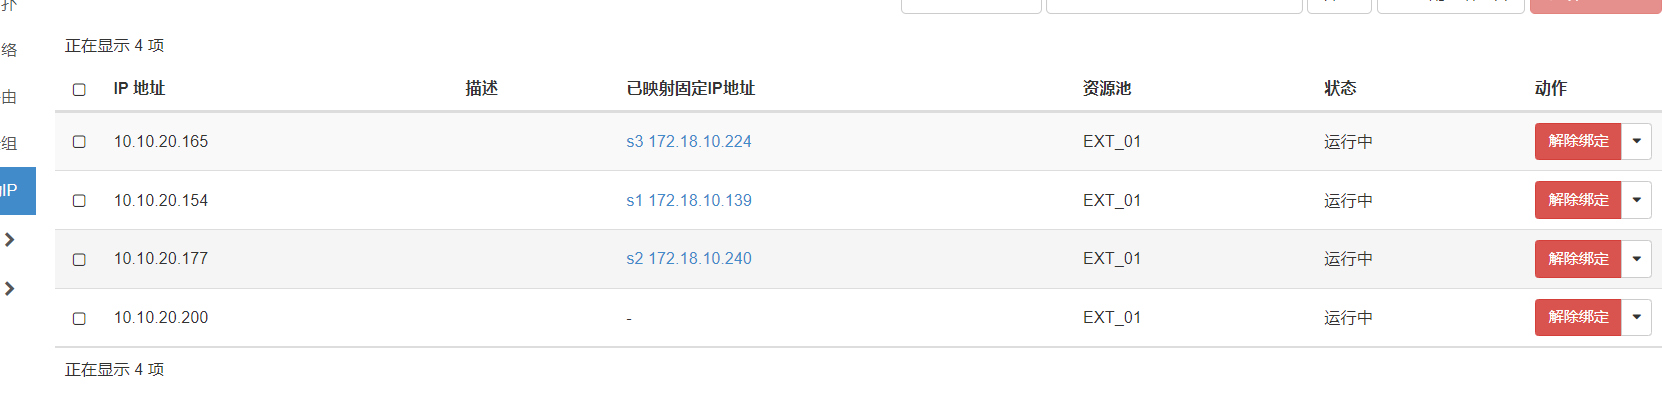 扑
络
由
组
IP
正在显示 4 项
IP 地址 描述 已映射固定IP地址 资源池 状态 动作
10.10.20.165 s3 172.18.10.224 EXT_01 运行中 解除绑定
10.10.20.154 s1 172.18.10.139 EXT_01 运行中 解除绑定
10.10.20.177 s2 172.18.10.240 EXT_01 运行中 解除绑定
10.10.20.200 - EXT_01 运行中 解除绑定
正在显示 4 项